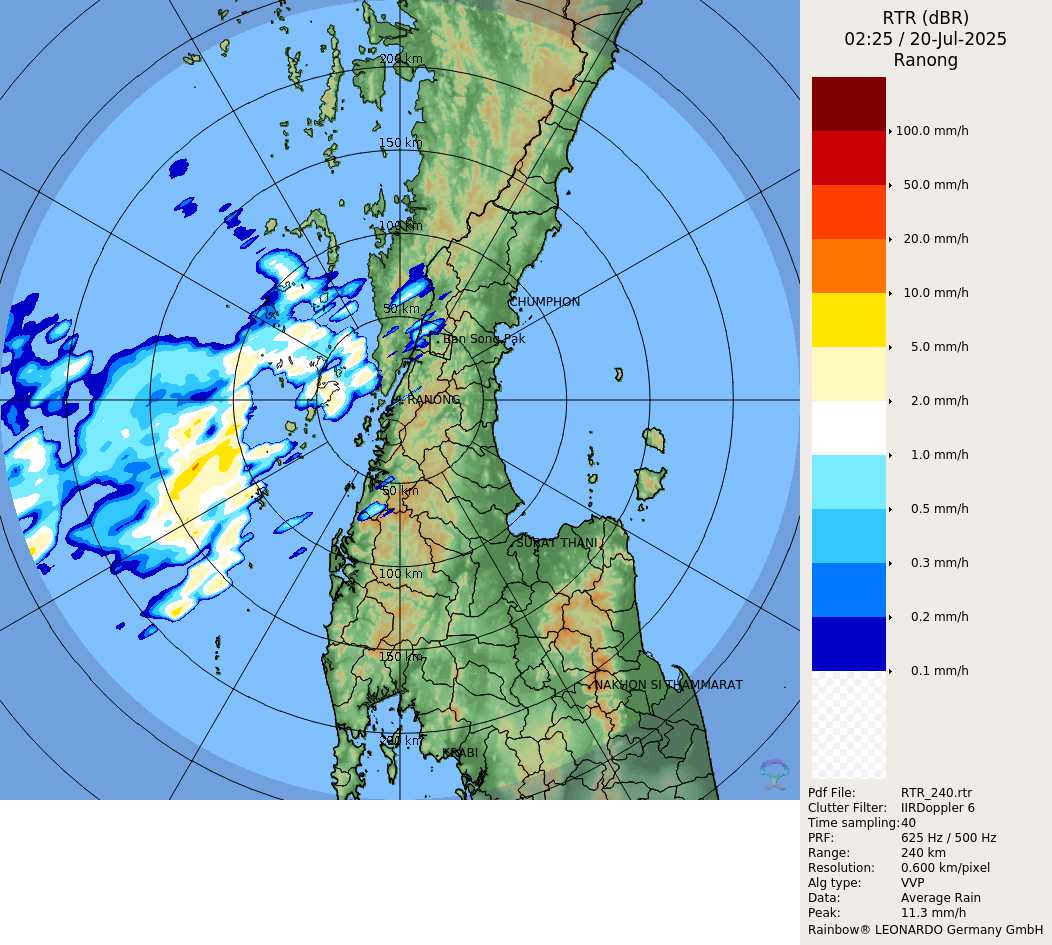 RTR (dBR)
02:25 / 20-Jul-2025
Ranong
100.0 mm/h
50.0 mm/h
20.0 mm/h
10.0 mm/h
5.0 mm/h
2.0 mm/h
1.0 mm/h
0.5 mm/h
0.3 mm/h
0.2 mm/h
0.1 mm/h
Pdf File: RTR_240.rtr
Clutter Filter: IIRDoppler 6
Time sampling: 40
PRF: 625 Hz / 500 Hz
Range: 240 km
Resolution: 0.600 km/pixel
Alg type: VVP
Data: Average Rain
Peak: 11.3 mm/h
Rainbow® LEONARDO Germany GmbH
200 km
150 km
100 km
50 km
CHUMPHON
Ban Song Pak
RANONG
50 km
SURAT THANI
100 km
150 km
NAKHON SI THAMMARAT
200 km
KRABI